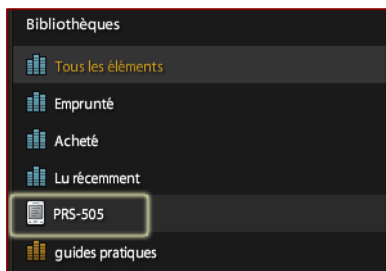 Bibliothèques
Tous les éléments
Emprunté
Acheté
Lu récemment
PRS-505
guides pratiques